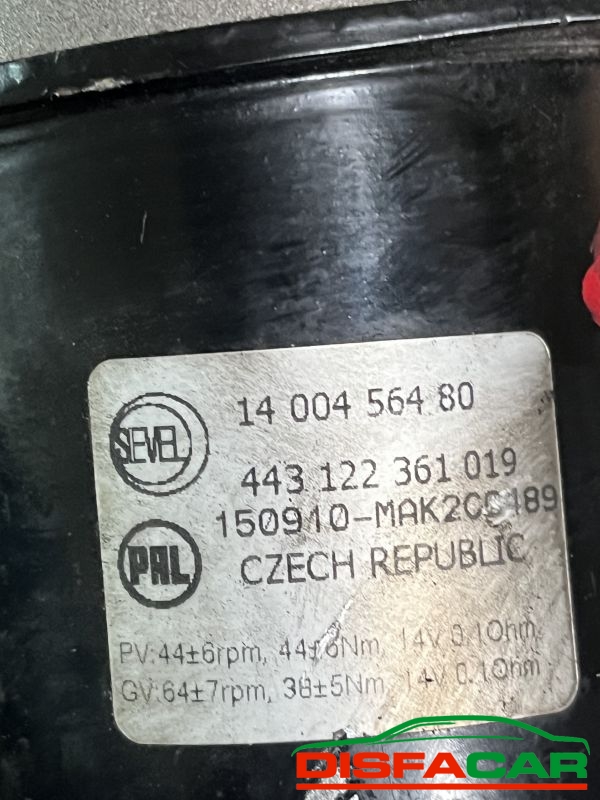 SEVEL
14 004 564 80
443 122 361 019
150910-MAK2C0189
PAL
CZECH REPUBLIC
PV:44±6rpm, 44±6Nm, 14V 0.1Ohm
GV:64±7rpm, 38±5Nm, 14V 0.1Ohm
DISFACAR